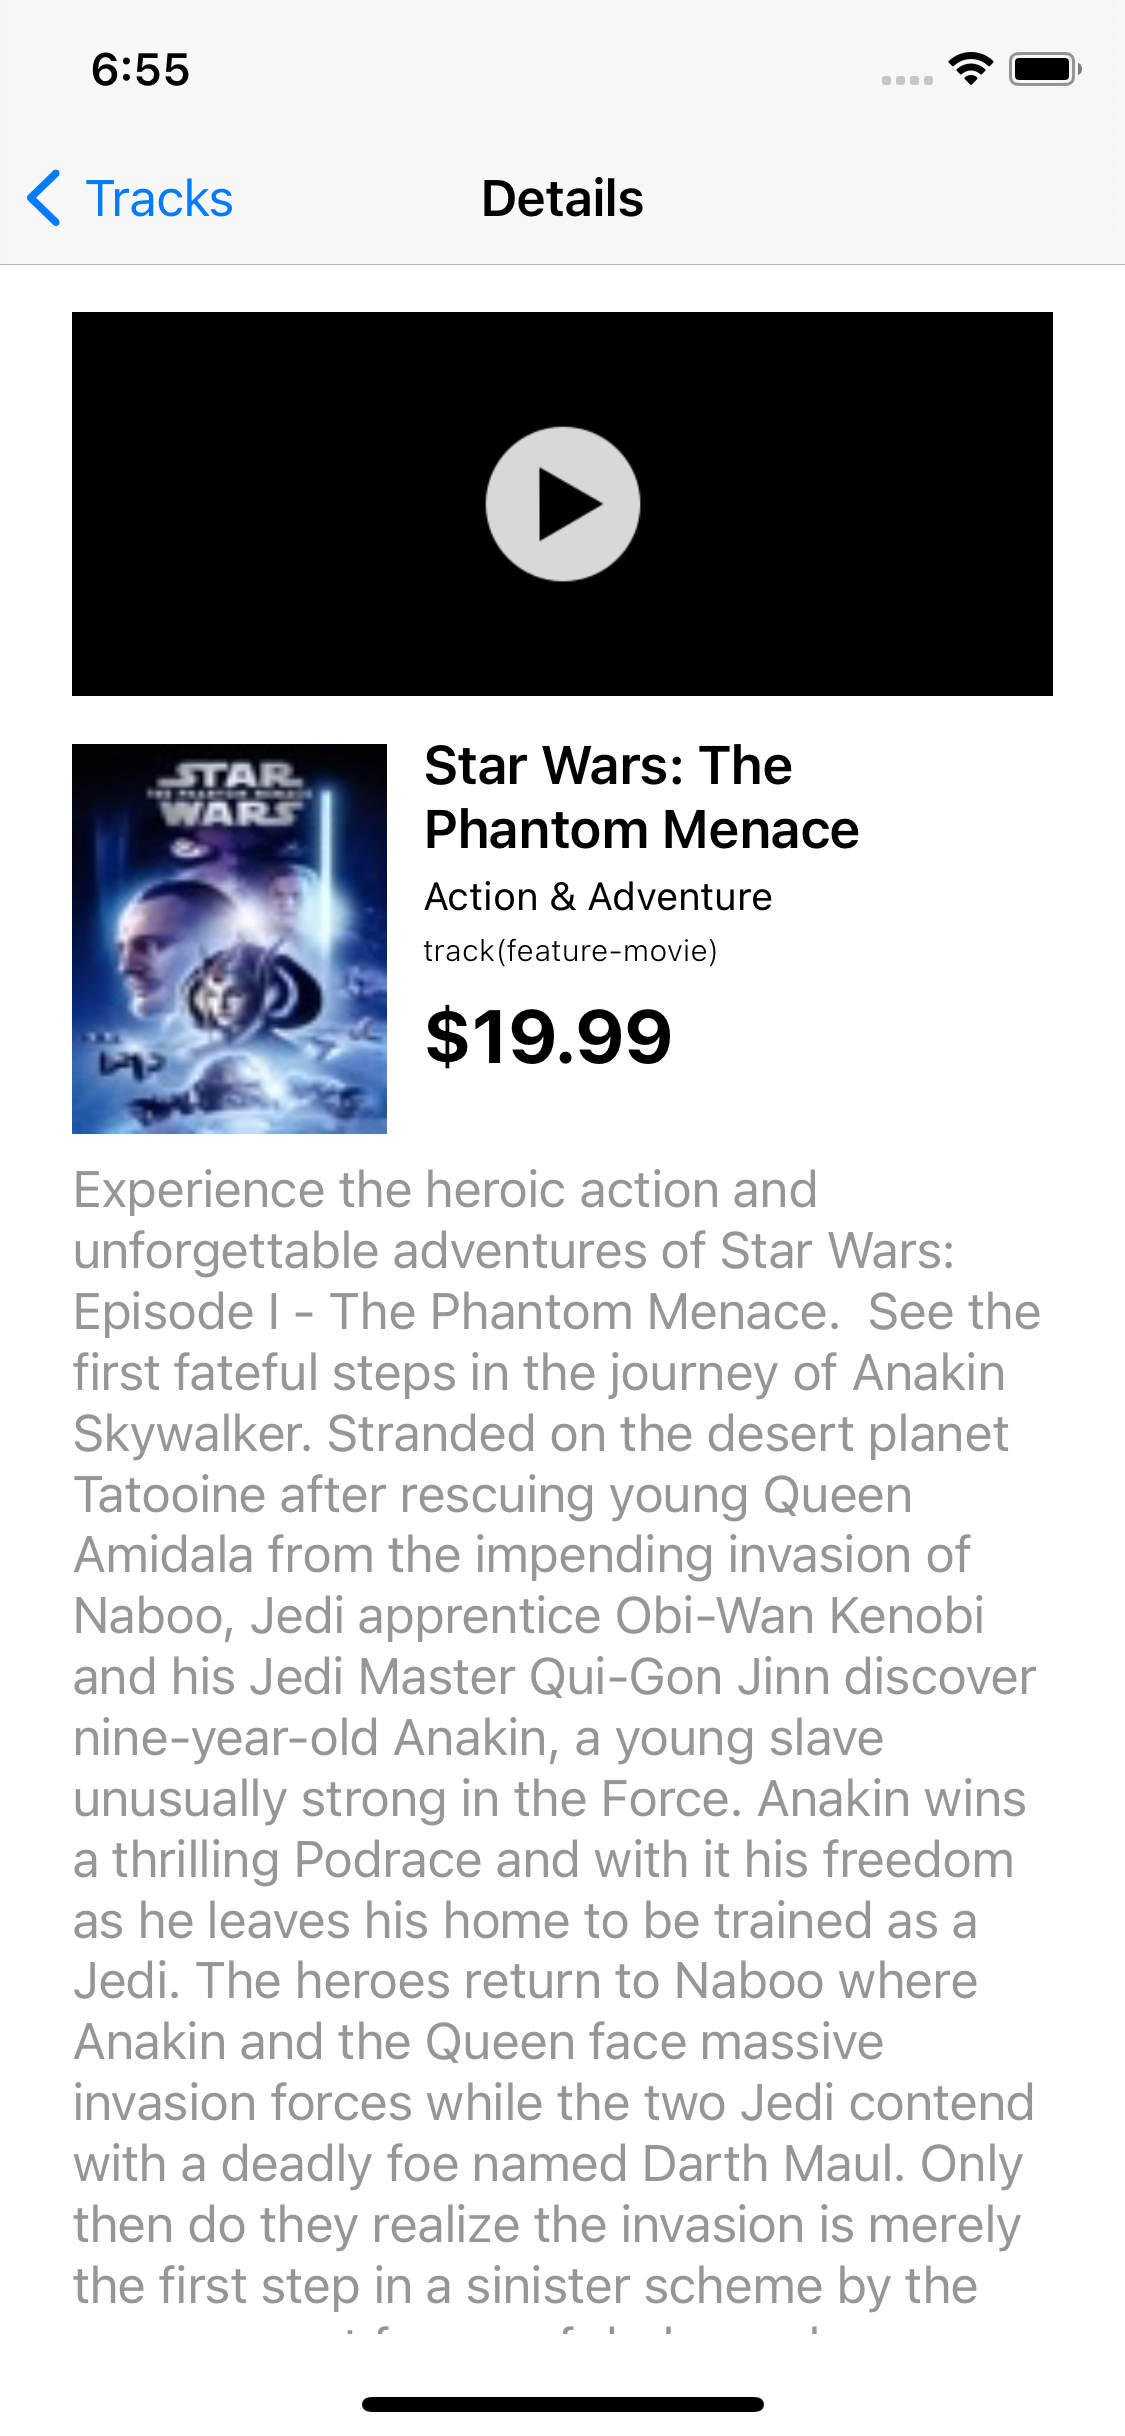 6:55
Tracks
Details
STAR
THE PHANTOM MENACE
WARS
Star Wars: The
Phantom Menace
Action & Adventure
track(feature-movie)
$19.99
Experience the heroic action and
unforgettable adventures of Star Wars:
Episode I - The Phantom Menace.  See the
first fateful steps in the journey of Anakin
Skywalker. Stranded on the desert planet
Tatooine after rescuing young Queen
Amidala from the impending invasion of
Naboo, Jedi apprentice Obi-Wan Kenobi
and his Jedi Master Qui-Gon Jinn discover
nine-year-old Anakin, a young slave
unusually strong in the Force. Anakin wins
a thrilling Podrace and with it his freedom
as he leaves his home to be trained as a
Jedi. The heroes return to Naboo where
Anakin and the Queen face massive
invasion forces while the two Jedi contend
with a deadly foe named Darth Maul. Only
then do they realize the invasion is merely
the first step in a sinister scheme by the